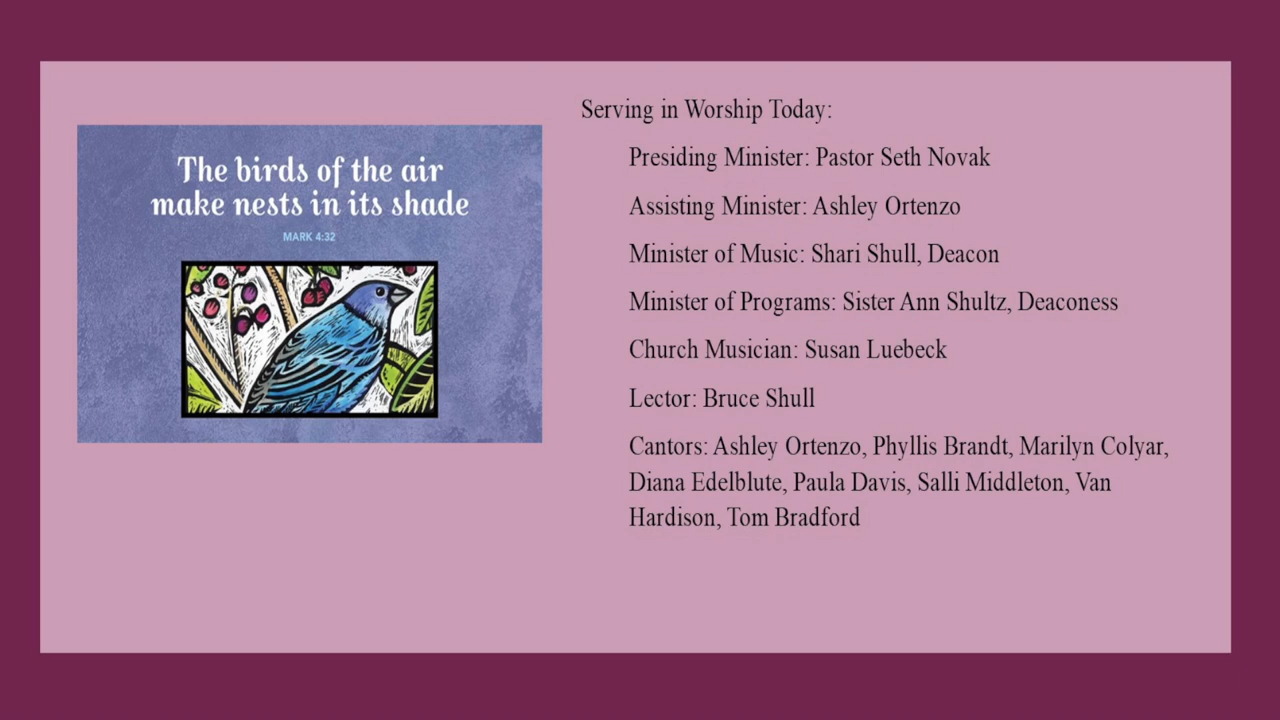 The birds of the air
make nests in its shade
MARK 4:32
Serving in Worship Today:
Presiding Minister: Pastor Seth Novak
Assisting Minister: Ashley Ortenzo
Minister of Music: Shari Shull, Deacon
Minister of Programs: Sister Ann Shultz, Deaconess
Church Musician: Susan Luebeck
Lector: Bruce Shull
Cantors: Ashley Ortenzo, Phyllis Brandt, Marilyn Colyar,
Diana Edelblute, Paula Davis, Salli Middleton, Van
Hardison, Tom Bradford